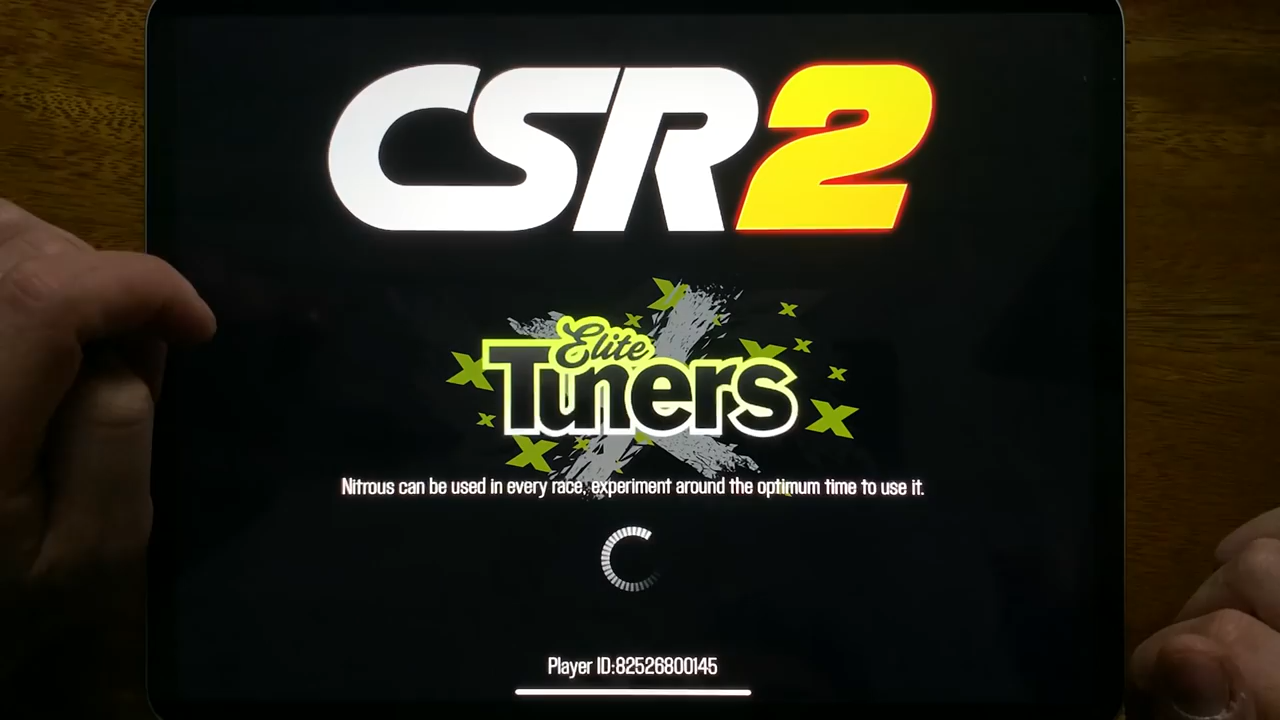 CSR2
Elite
Tuners
Nitrous can be used in every race, experiment around the optimum time to use it.
Player ID:82526800145